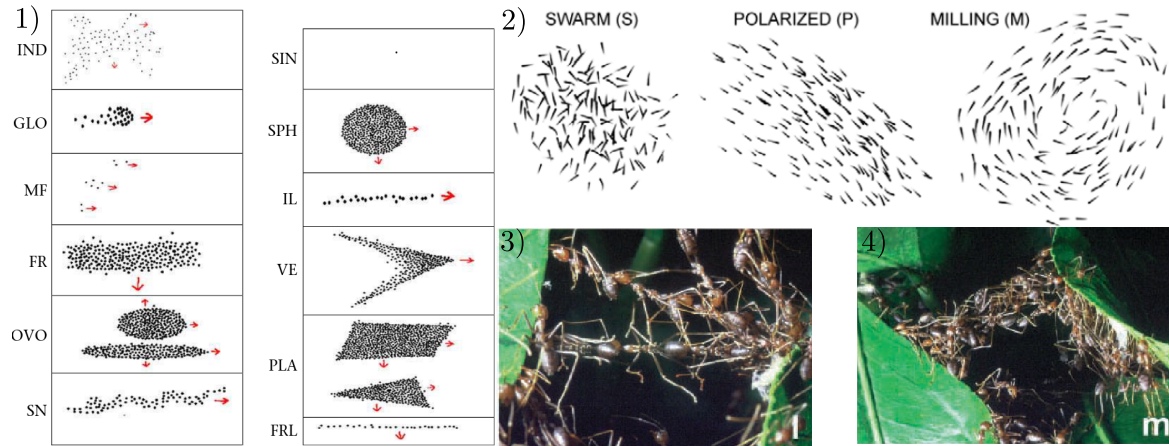 1)
IND
GLO
MF
FR
OVO
SN
SIN
SPH
IL
VE
PLA
FRL
2)
SWARM (S) POLARIZED (P) MILLING (M)
3)
l
4)
m